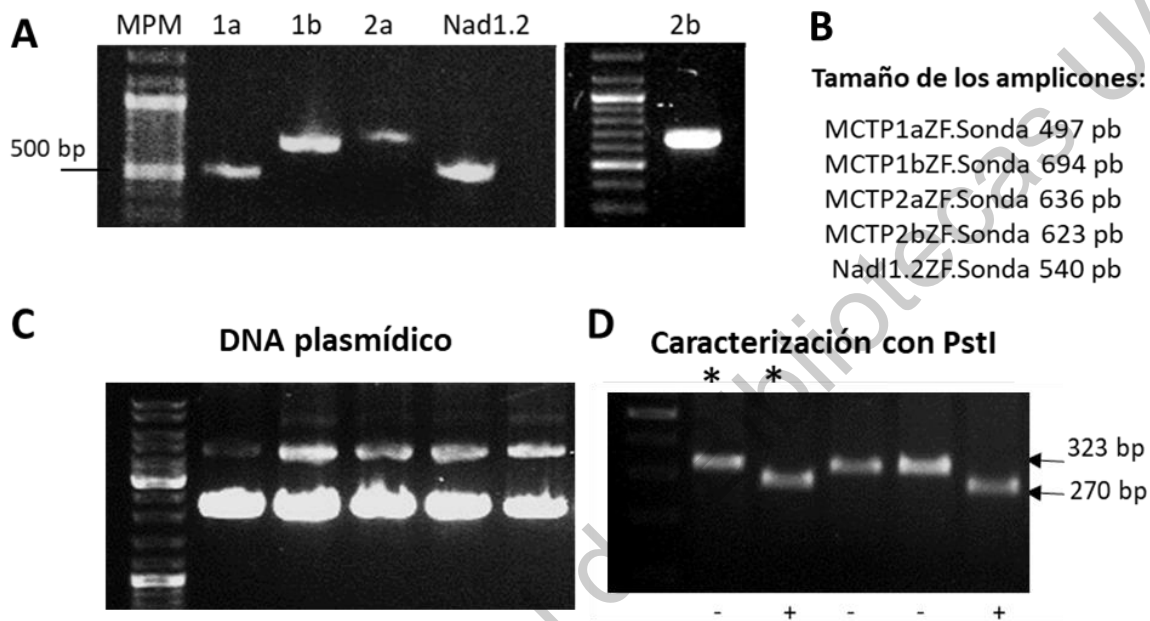 A
MPM 1a 1b 2a Nad1.2 2b
500 bp
B
Tamaño de los amplicones:
MCTP1aZF.Sonda 497 pb
MCTP1bZF.Sonda 694 pb
MCTP2aZF.Sonda 636 pb
MCTP2bZF.Sonda 623 pb
Nadl1.2ZF.Sonda 540 pb
C
DNA plasmídico
D
Caracterización con PstI
* *
323 bp
270 bp
- + - - +
bliotecas